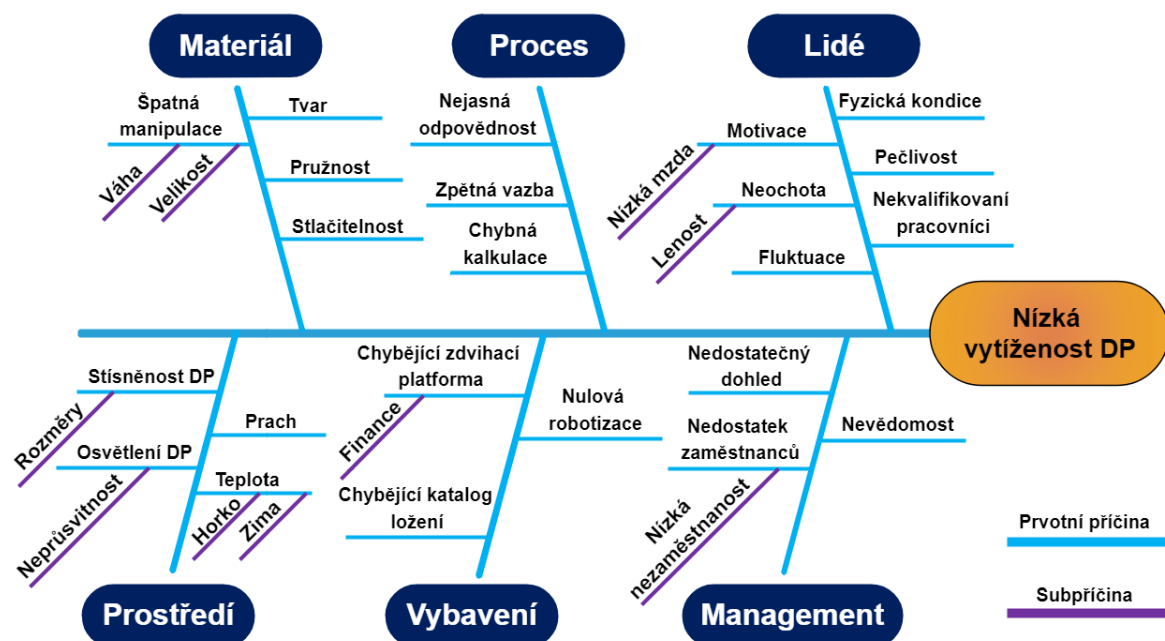 Materiál
Proces
Lidé
Špatná
manipulace
Váha
Velikost
Tvar
Pružnost
Stlačitelnost
Nejasná
odpovědnost
Zpětná vazba
Chybná
kalkulace
Fyzická kondice
Motivace
Nízká mzda
Pečlivost
Neochota
Lenost
Nekvalifikovaní
pracovníci
Fluktuace
Nízká
vytíženost DP
Stísněnost DP
Rozměry
Prach
Osvětlení DP
Neprůsvitnost
Teplota
Horko
Zima
Chybějící zdvihací
platforma
Finance
Nulová
robotizace
Chybějící katalog
ložení
Nedostatečný
dohled
Nedostatek
zaměstnanců
Nízká
nezaměstnanost
Nevědomost
Prvotní příčina
Subpříčina
Prostředí
Vybavení
Management